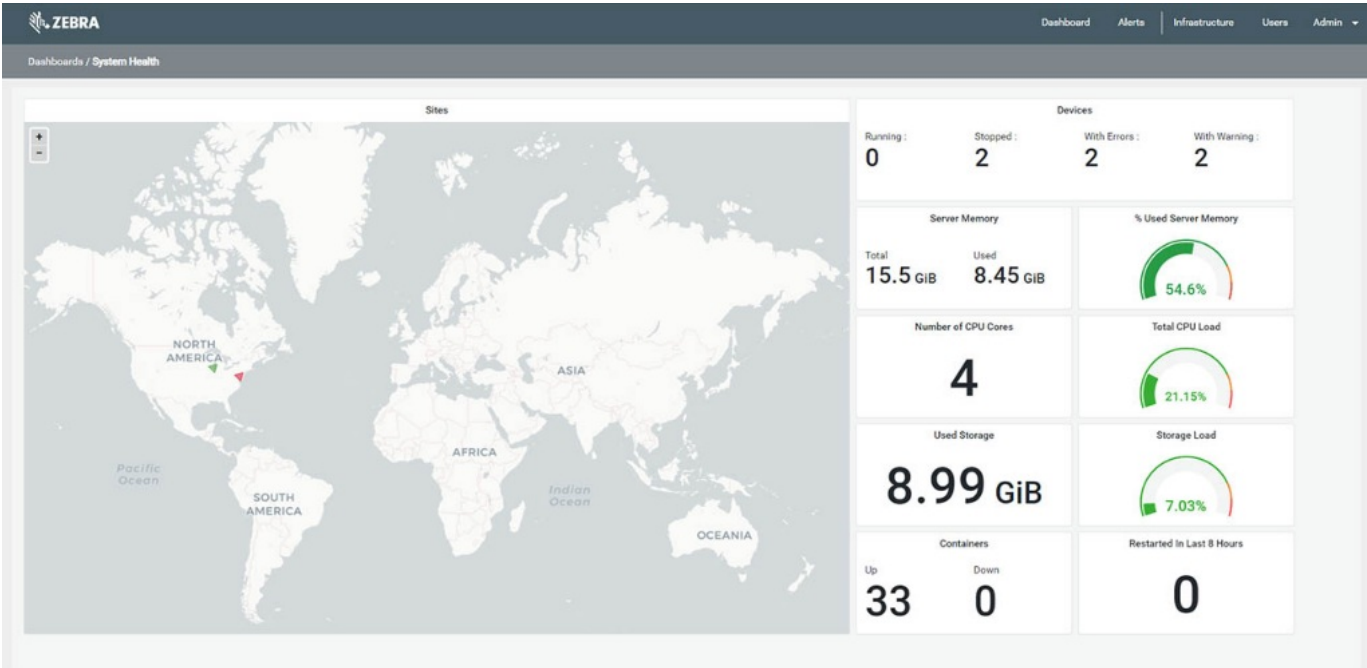 ZEBRA
Dashboard Alerts Infrastructure Users Admin
Dashboards / System Health
Sites
+
−
NORTH
AMERICA
ASIA
AFRICA
Pacific
Ocean
Indian
Ocean
SOUTH
AMERICA
OCEANIA
Devices
Running : Stopped : With Errors : With Warning :
0 2 2 2
Server Memory
Total Used
15.5 GiB 8.45 GiB
% Used Server Memory
54.6%
Number of CPU Cores
4
Total CPU Load
21.15%
Used Storage
8.99 GiB
Storage Load
7.03%
Containers
Up Down
33 0
Restarted In Last 8 Hours
0